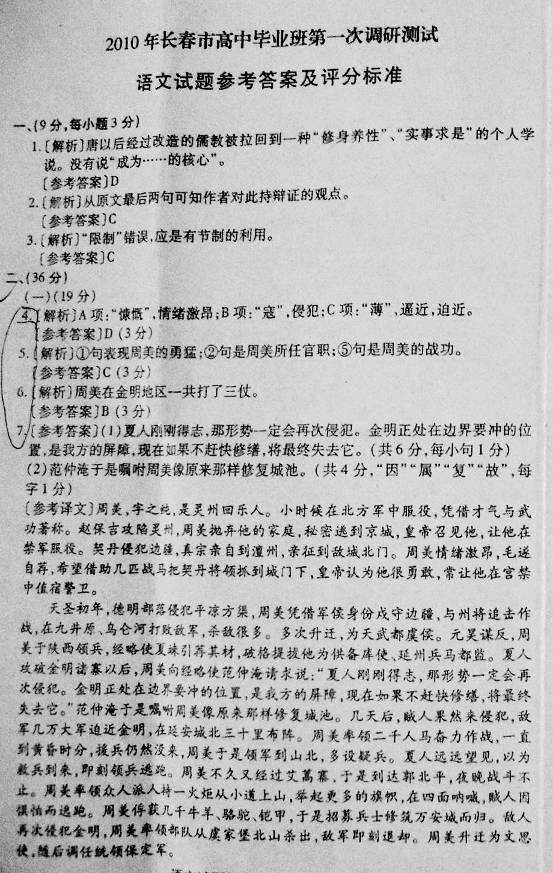 2010年长春市高中毕业班第一次调研测试
语文试题参考答案及评分标准
一、(9分,每小题3分)
1.〔解析〕唐以后经过改造的儒教被拉回到一种“修身养性”、“实事求是”的个人学
说。没有说“成为……的核心”。
〔参考答案〕D
2.〔解析〕从原文最后两句可知作者对此持辩证的观点。
〔参考答案〕C
3.〔解析〕“限制”错误,应是有节制的利用。
〔参考答案〕C
二、(36分)
(一)(19分)
4.〔解析〕A项:“慷慨”,情绪激昂;B项:“寇”,侵犯;C项:“薄”,逼近,迫近。
〔参考答案〕D(3分)
5.〔解析〕①句表现周美的勇猛;②句是周美所任官职;⑤句是周美的战功。
〔参考答案〕C(3分)
6.〔解析〕周美在金明地区一共打了三仗。
〔参考答案〕B(3分)
7.〔参考答案〕(1)夏人刚刚得志,那形势一定会再次侵犯。金明正处在边界要冲的位
置,是我方的屏障,现在如果不赶快修缮,将最终失去它。(共6分,每小句1分)
(2)范仲淹于是嘱咐周美像原来那样修复城池。(共4分,“因”“属”“复”“故”,每
字1分)
〔参考译文〕周美,字之纯,是灵州回乐人。小时候在北方军中服役,凭借才气与武
功著称。赵保吉攻陷灵州,周美抛弃他的家庭,秘密逃到京城,皇帝召见他,让他在
禁军服役。契丹侵犯边疆,真宗亲自到澶州,亲征到敌城北门。周美情绪激昂,毛遂
自荐,希望借助几匹战马把契丹将领抓到城门下,皇帝认为他很勇敢,常让他在宫禁
中值宿警卫。
天圣初年,德明部落侵犯平凉方渠,周美凭借军侯身份戍守边疆,与州将追击作
战,在九井原、乌仑河打败敌军,杀敌很多。多次升迁,为天武都虞侯。元昊谋反,周
美于陕西领兵,经略使夏竦引荐其材,破格提拔他为供备库使、延州兵马都监。夏人
攻破金明诸寨以后,周美向经略使范仲淹请求说:“夏人刚刚得志,那形势一定会再
次侵犯。金明正处在边界要冲的位置,是我方的屏障,现在如果不赶快修缮,将最终
失去它。”范仲淹于是嘱咐周美像原来那样修复城池。几天后,贼人果然来侵犯,敌
军几万大军迫近金明,在延安城北三十里布阵。周美率领二千人马奋力作战,一直
到黄昏时分,援兵仍然没来,周美于是领军到山北,多设疑兵。夏人远远望见,以为
救兵到来,即刻领兵逃跑。周美不久又经过艾蒿寨,于是到达郭北平,夜晚战斗不
止。周美率领众人派人持一火炬从小道上山,举起更多的旗帜,在四面呐喊,贼人因
惧怕而逃跑。周美俘获几千牛羊、骆驼、铠甲,于是招募兵士修筑万安城而归。敌人
再次侵犯金明,周美率领部队从虞家堡北山杀出,敌军即刻退却。周美升迁为文思
使,随后调任统领保定军。